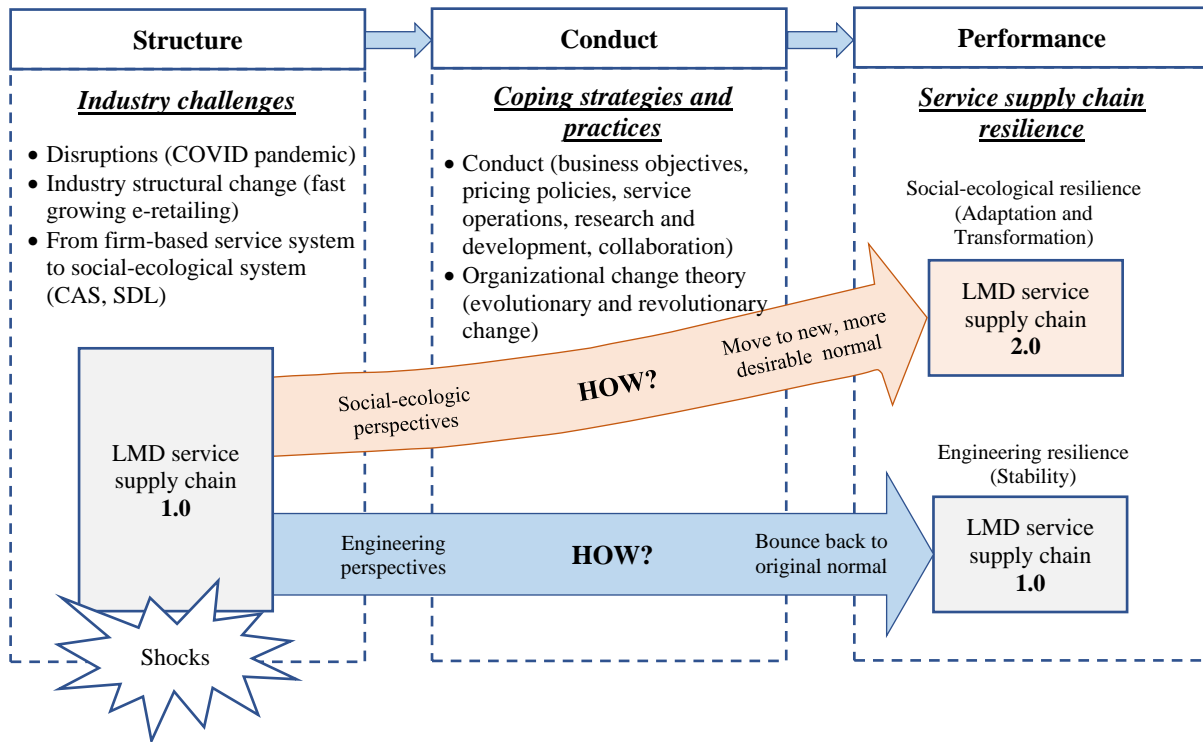 Structure
Conduct
Performance
Industry challenges
• Disruptions (COVID pandemic)
• Industry structural change (fast
growing e-retailing)
• From firm-based service system
to social-ecological system
(CAS, SDL)
LMD service
supply chain
1.0
Shocks
Coping strategies and
practices
• Conduct (business objectives,
pricing policies, service
operations, research and
development, collaboration)
• Organizational change theory
(evolutionary and revolutionary
change)
Social-ecologic
perspectives
HOW?
Move to new, more
desirable normal
Engineering
perspectives
HOW?
Bounce back to
original normal
Service supply chain
resilience
Social-ecological resilience
(Adaptation and
Transformation)
LMD service
supply chain
2.0
Engineering resilience
(Stability)
LMD service
supply chain
1.0